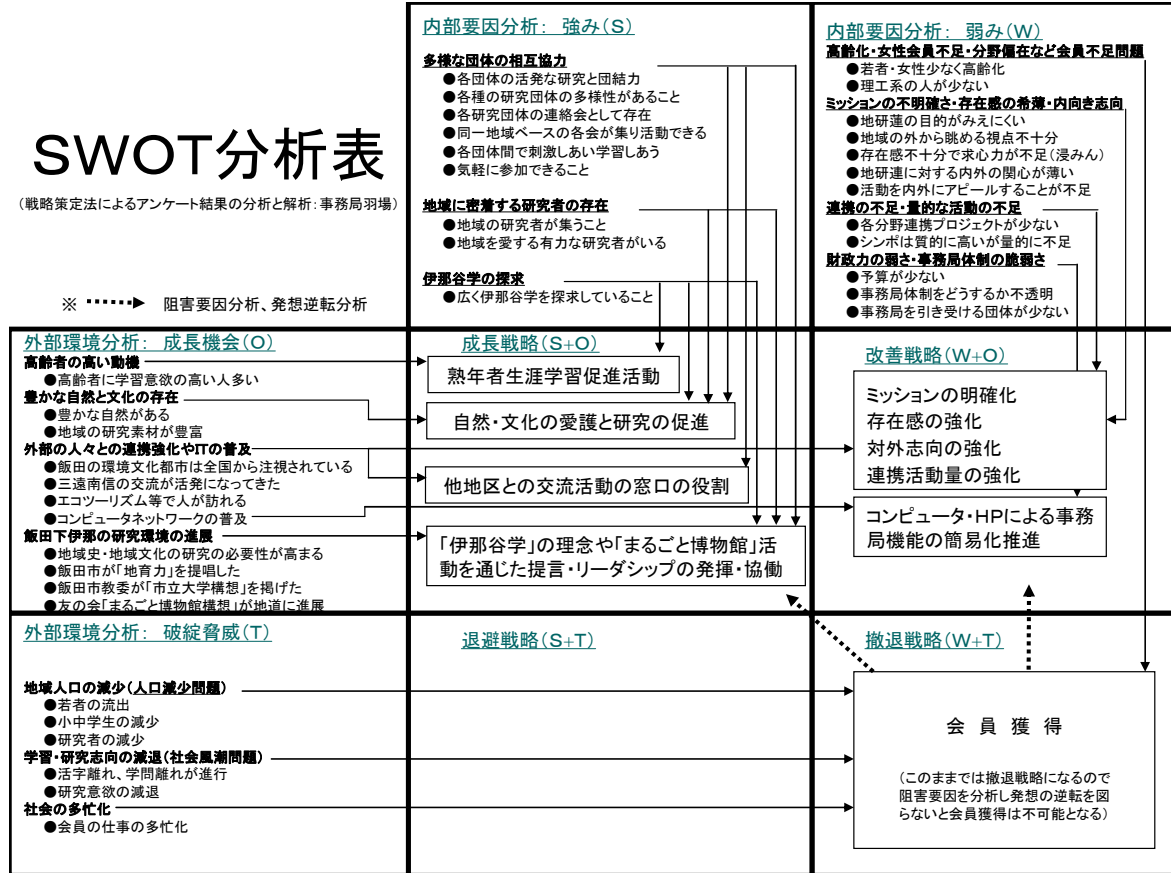 SWOT分析表
(戦略策定法によるアンケート結果の分析と解析:事務局羽場)
※ 阻害要因分析、発想逆転分析
内部要因分析: 強み(S)
多様な団体の相互協力
●各団体の活発な研究と団結力
●各種の研究団体の多様性があること
●各研究団体の連絡会として存在
●同一地域ベースの各会が集り活動できる
●各団体間で刺激しあい学習しあう
●気軽に参加できること
地域に密着する研究者の存在
●地域の研究者が集うこと
●地域を愛する有力な研究者がいる
伊那谷学の探求
●広く伊那谷学を探求していること
内部要因分析: 弱み(W)
高齢化・女性会員不足・分野偏在など会員不足問題
●若者・女性少なく高齢化
●理工系の人が少ない
ミッションの不明確さ・存在感の希薄・内向き志向
●地研蓮の目的がみえにくい
●地域の外から眺める視点不十分
●存在感不十分で求心力が不足(浸みん)
●地研連に対する内外の関心が薄い
●活動を内外にアピールすることが不足
連携の不足・量的な活動の不足
●各分野連携プロジェクトが少ない
●シンポは質的に高いが量的に不足
財政力の弱さ・事務局体制の脆弱さ
●予算が少ない
●事務局体制をどうするか不透明
●事務局を引き受ける団体が少ない
外部環境分析: 成長機会(O)
高齢者の高い動機
●高齢者に学習意欲の高い人多い
豊かな自然と文化の存在
●豊かな自然がある
●地域の研究素材が豊富
外部の人々との連携強化やITの普及
●飯田の環境文化都市は全国から注視されている
●三遠南信の交流が活発になってきた
●エコツーリズム等で人が訪れる
●コンピュータネットワークの普及
飯田下伊那の研究環境の進展
●地域史・地域文化の研究の必要性が高まる
●飯田市が「地育力」を提唱した
●飯田市教委が「市立大学構想」を掲げた
●友の会「まるごと博物館構想」が地道に進展
成長戦略(S+O)
熟年者生涯学習促進活動
自然・文化の愛護と研究の促進
他地区との交流活動の窓口の役割
「伊那谷学」の理念や「まるごと博物館」活
動を通じた提言・リーダシップの発揮・協働
改善戦略(W+O)
ミッションの明確化
存在感の強化
対外志向の強化
連携活動量の強化
コンピュータ・HPによる事務
局機能の簡易化推進
外部環境分析: 破綻脅威(T)
地域人口の減少(人口減少問題)
●若者の流出
●小中学生の減少
●研究者の減少
学習・研究志向の減退(社会風潮問題)
●活字離れ、学問離れが進行
●研究意欲の減退
社会の多忙化
●会員の仕事の多忙化
退避戦略(S+T)
撤退戦略(W+T)
会員獲得
(このままでは撤退戦略になるので
阻害要因を分析し発想の逆転を図
らないと会員獲得は不可能となる)